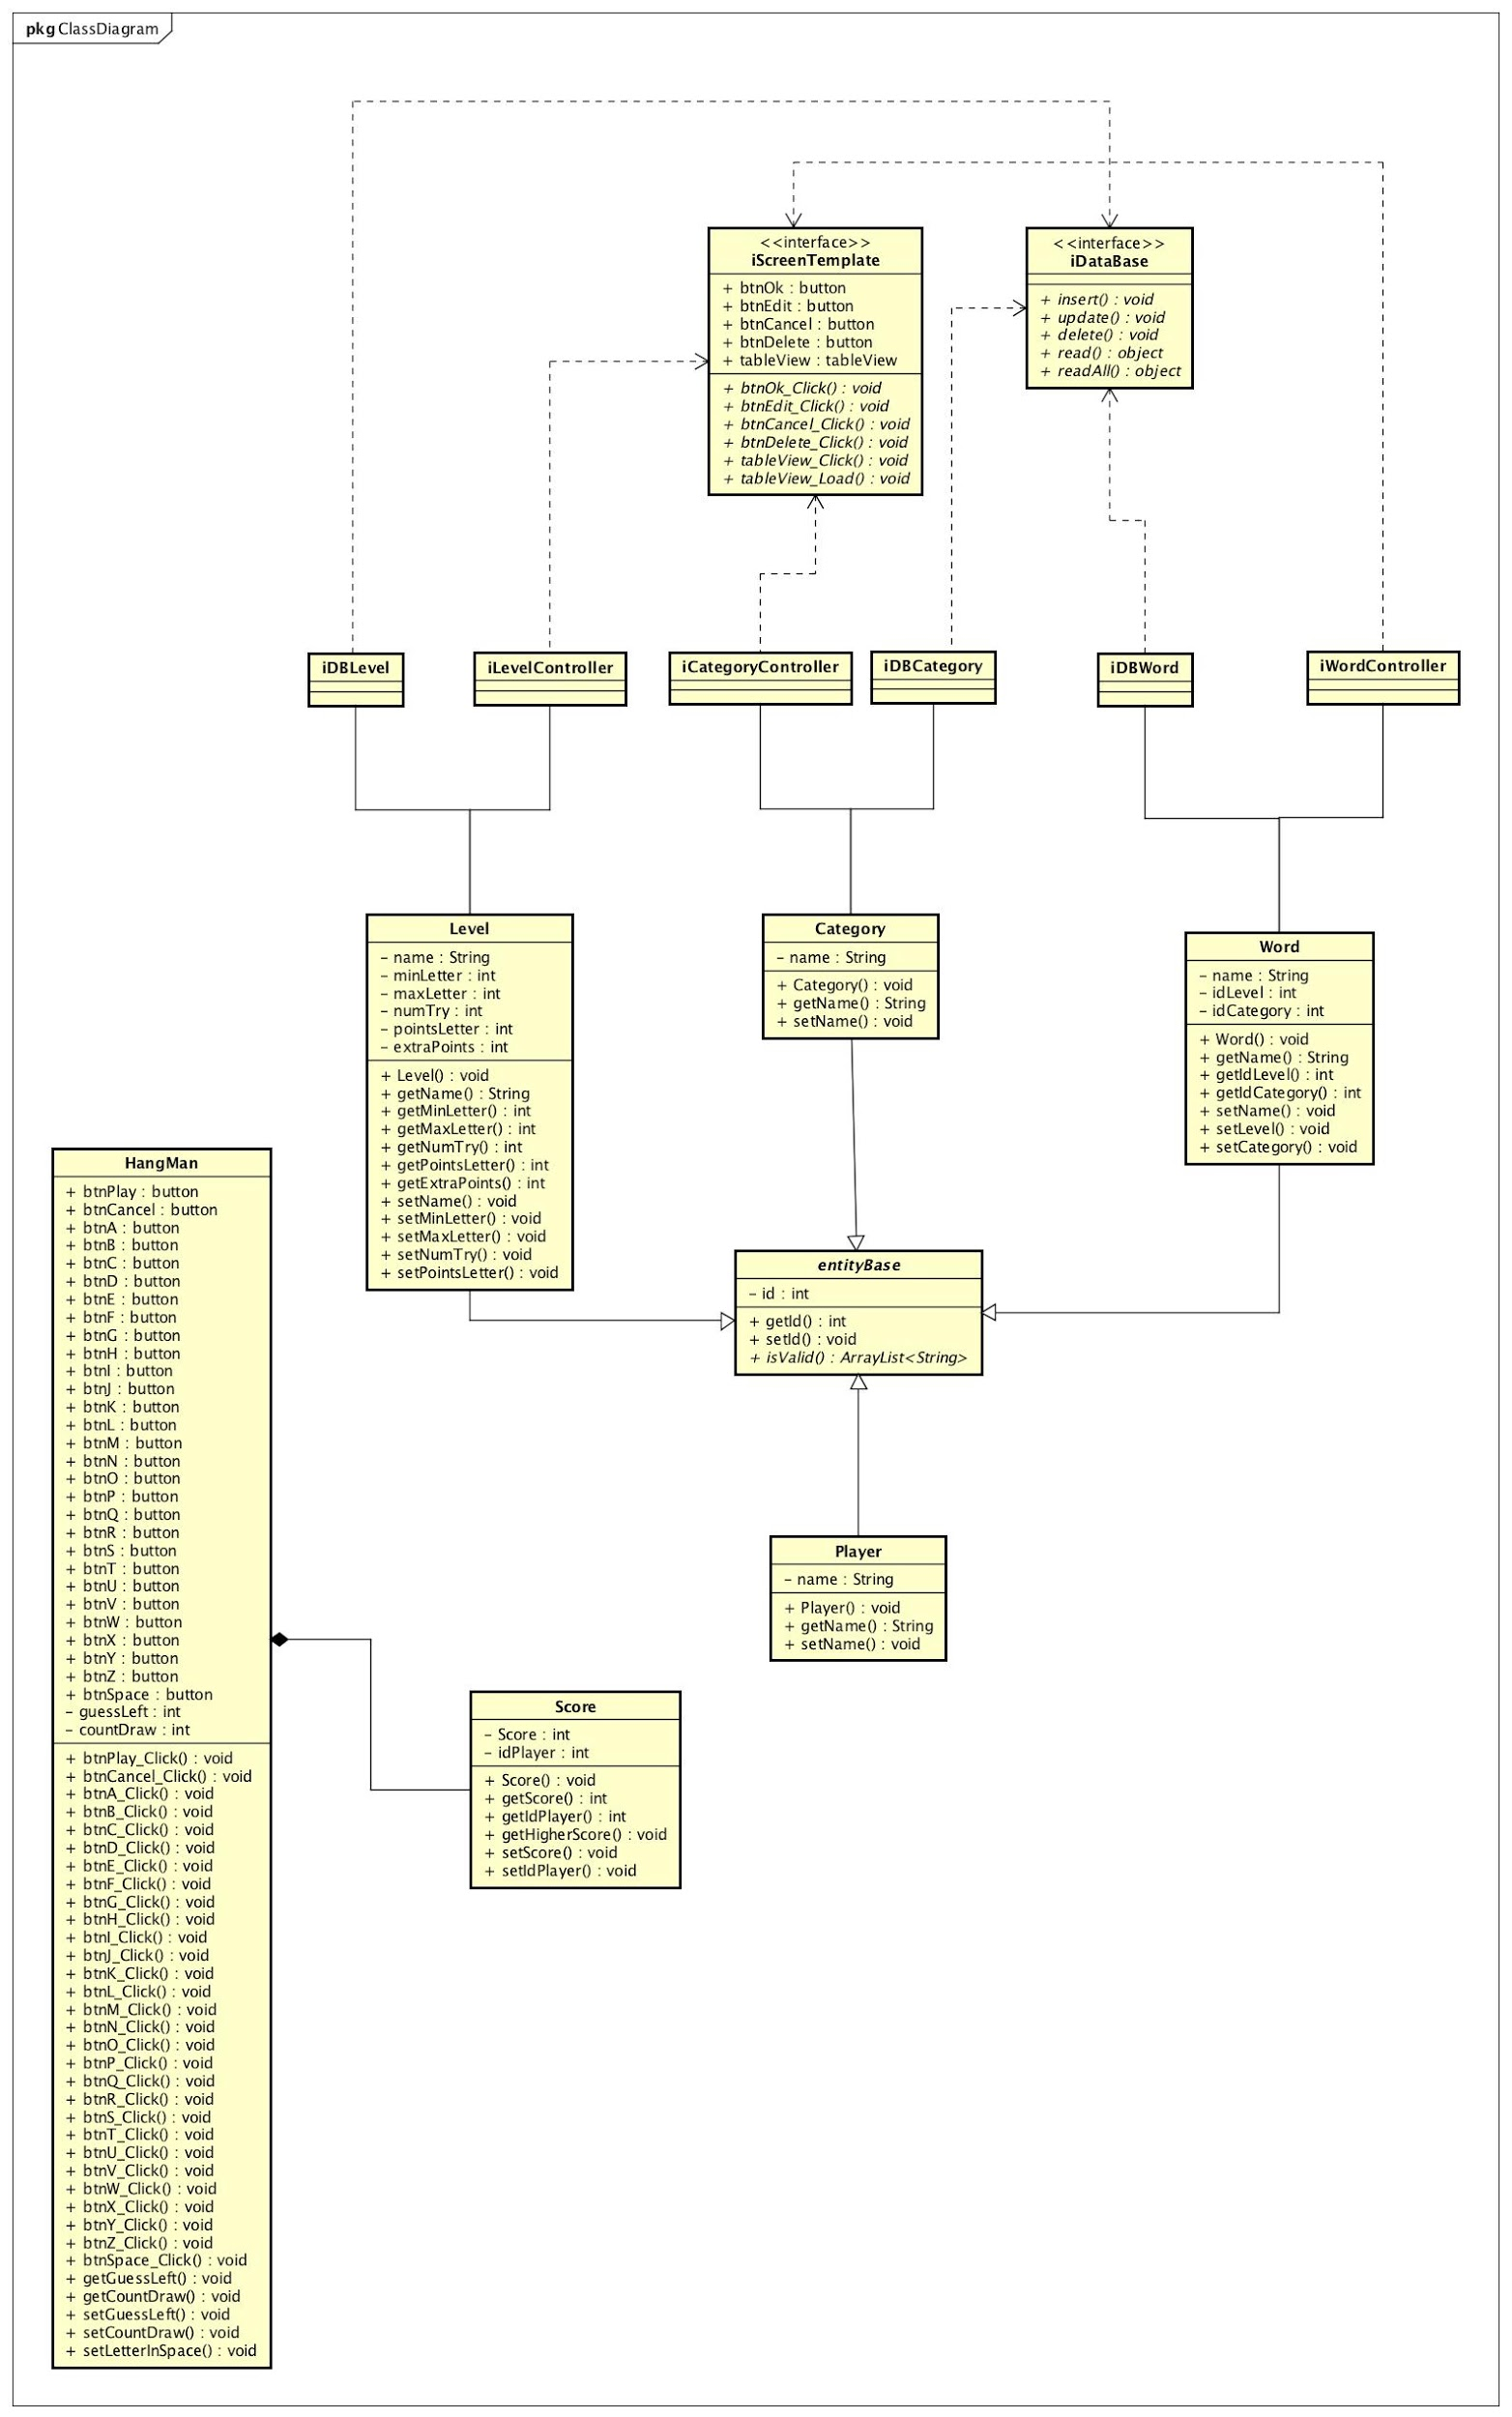 pkg ClassDiagram
<<interface>>
iScreenTemplate
+ btnOk : button
+ btnEdit : button
+ btnCancel : button
+ btnDelete : button
+ tableView : tableView
+ btnOk_Click() : void
+ btnEdit_Click() : void
+ btnCancel_Click() : void
+ btnDelete_Click() : void
+ tableView_Click() : void
+ tableView_Load() : void
<<interface>>
iDataBase
+ insert() : void
+ update() : void
+ delete() : void
+ read() : object
+ readAll() : object
iDBLevel
iLevelController
iCategoryController
iDBCategory
iDBWord
iWordController
Level
- name : String
- minLetter : int
- maxLetter : int
- numTry : int
- pointsLetter : int
- extraPoints : int
+ Level() : void
+ getName() : String
+ getMinLetter() : int
+ getMaxLetter() : int
+ getNumTry() : int
+ getPointsLetter() : int
+ getExtraPoints() : int
+ setName() : void
+ setMinLetter() : void
+ setMaxLetter() : void
+ setNumTry() : void
+ setPointsLetter() : void
Category
- name : String
+ Category() : void
+ getName() : String
+ setName() : void
Word
- name : String
- idLevel : int
- idCategory : int
+ Word() : void
+ getName() : String
+ getIdLevel() : int
+ getIdCategory() : int
+ setName() : void
+ setLevel() : void
+ setCategory() : void
HangMan
+ btnPlay : button
+ btnCancel : button
+ btnA : button
+ btnB : button
+ btnC : button
+ btnD : button
+ btnE : button
+ btnF : button
+ btnG : button
+ btnH : button
+ btnI : button
+ btnJ : button
+ btnK : button
+ btnL : button
+ btnM : button
+ btnN : button
+ btnO : button
+ btnP : button
+ btnQ : button
+ btnR : button
+ btnS : button
+ btnT : button
+ btnU : button
+ btnV : button
+ btnW : button
+ btnX : button
+ btnY : button
+ btnZ : button
+ btnSpace : button
- guessLeft : int
- countDraw : int
+ btnPlay_Click() : void
+ btnCancel_Click() : void
+ btnA_Click() : void
+ btnB_Click() : void
+ btnC_Click() : void
+ btnD_Click() : void
+ btnE_Click() : void
+ btnF_Click() : void
+ btnG_Click() : void
+ btnH_Click() : void
+ btnI_Click() : void
+ btnJ_Click() : void
+ btnK_Click() : void
+ btnL_Click() : void
+ btnM_Click() : void
+ btnN_Click() : void
+ btnO_Click() : void
+ btnP_Click() : void
+ btnQ_Click() : void
+ btnR_Click() : void
+ btnS_Click() : void
+ btnT_Click() : void
+ btnU_Click() : void
+ btnV_Click() : void
+ btnW_Click() : void
+ btnX_Click() : void
+ btnY_Click() : void
+ btnZ_Click() : void
+ btnSpace_Click() : void
+ getGuessLeft() : void
+ getCountDraw() : void
+ setGuessLeft() : void
+ setCountDraw() : void
+ setLetterInSpace() : void
entityBase
- id : int
+ getId() : int
+ setId() : void
+ isValid() : ArrayList<String>
Player
- name : String
+ Player() : void
+ getName() : String
+ setName() : void
Score
- Score : int
- idPlayer : int
+ Score() : void
+ getScore() : int
+ getIdPlayer() : int
+ getHigherScore() : void
+ setScore() : void
+ setIdPlayer() : void